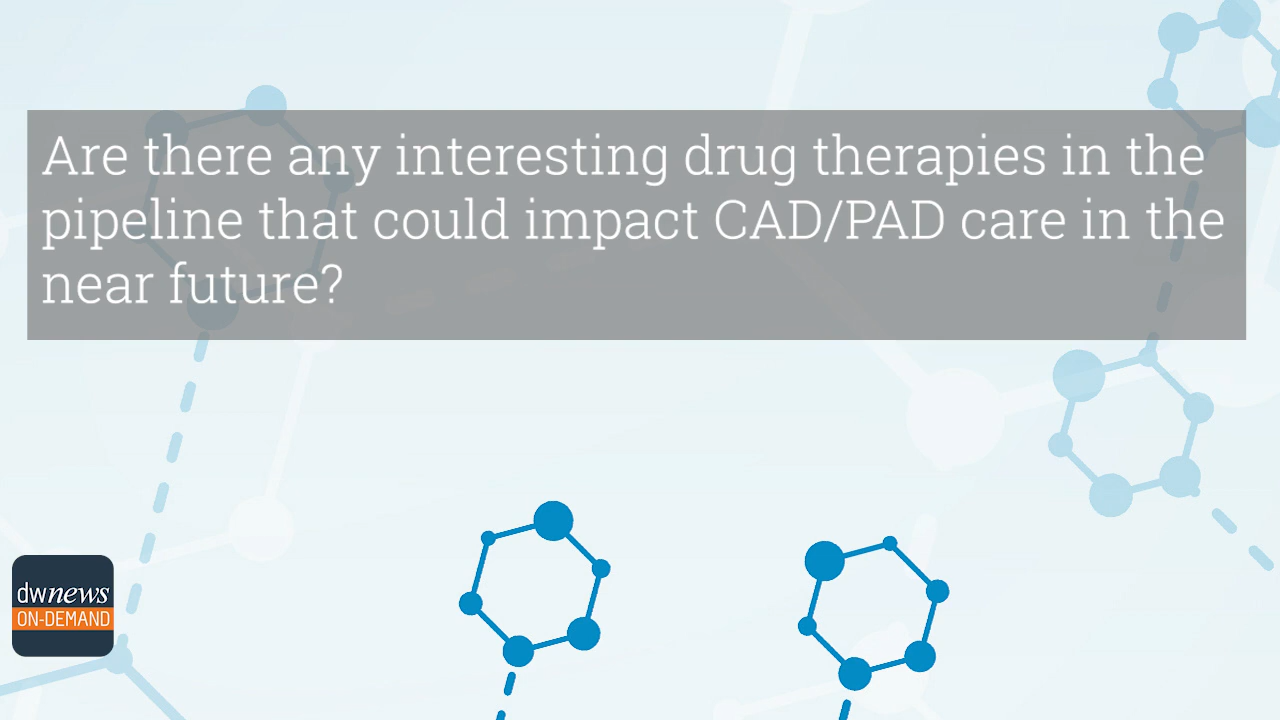 Are there any interesting drug therapies in the
pipeline that could impact CAD/PAD care in the
near future?
dwnews
ON-DEMAND